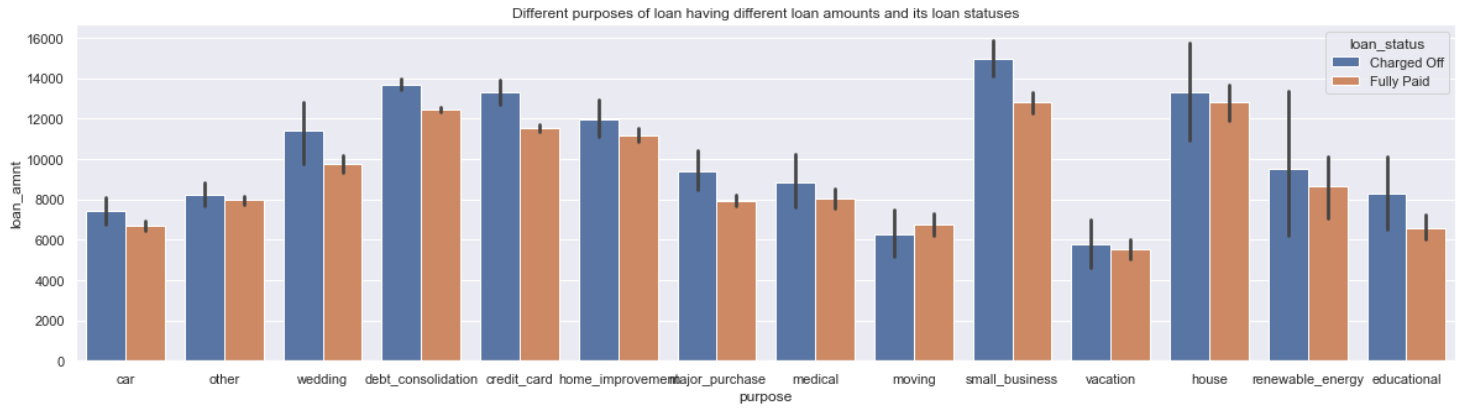 Different purposes of loan having different loan amounts and its loan statuses
loan_status
Charged Off
Fully Paid
loan_amnt
16000
14000
12000
10000
8000
6000
4000
2000
0
car other wedding debt_consolidation credit_card home_improvement major_purchase medical moving small_business vacation house renewable_energy educational
purpose